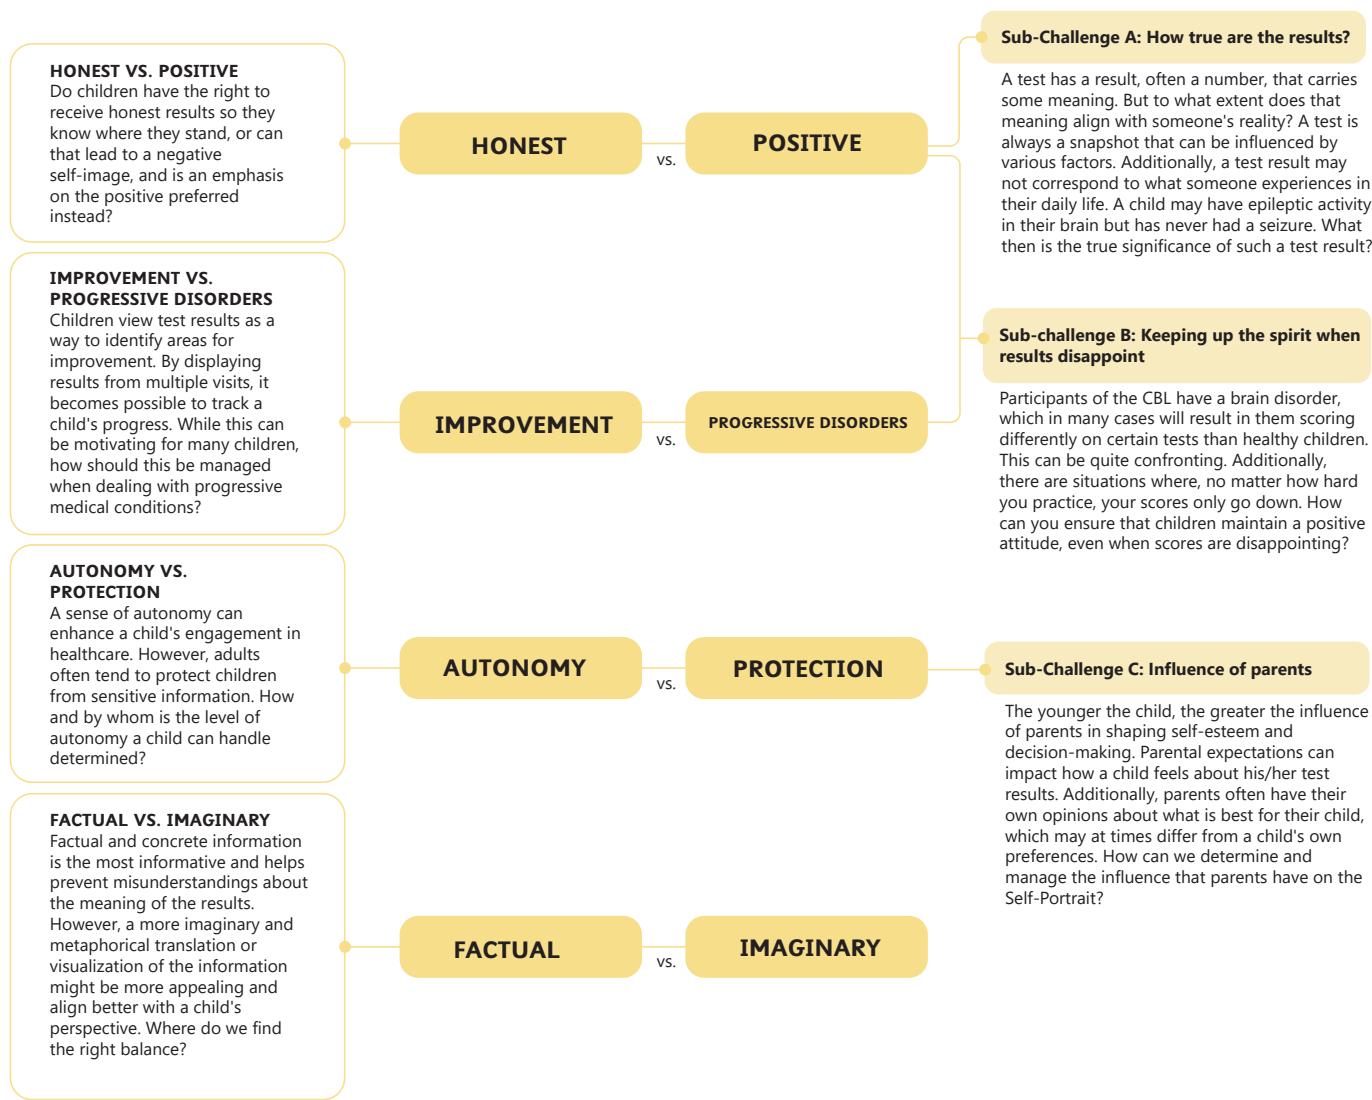 HONEST VS. POSITIVE
Do children have the right to
receive honest results so they
know where they stand, or can
that lead to a negative
self-image, and is an emphasis
on the positive preferred
instead?
HONEST
vs.
POSITIVE
Sub-Challenge A: How true are the results?
A test has a result, often a number, that carries
some meaning. But to what extent does that
meaning align with someone's reality? A test is
always a snapshot that can be influenced by
various factors. Additionally, a test result may
not correspond to what someone experiences in
their daily life. A child may have epileptic activity
in their brain but has never had a seizure. What
then is the true significance of such a test result?
IMPROVEMENT VS.
PROGRESSIVE DISORDERS
Children view test results as a
way to identify areas for
improvement. By displaying
results from multiple visits, it
becomes possible to track a
child's progress. While this can
be motivating for many children,
how should this be managed
when dealing with progressive
medical conditions?
IMPROVEMENT
vs.
PROGRESSIVE DISORDERS
Sub-challenge B: Keeping up the spirit when
results disappoint
Participants of the CBL have a brain disorder,
which in many cases will result in them scoring
differently on certain tests than healthy children.
This can be quite confronting. Additionally,
there are situations where, no matter how hard
you practice, your scores only go down. How
can you ensure that children maintain a positive
attitude, even when scores are disappointing?
AUTONOMY VS.
PROTECTION
A sense of autonomy can
enhance a child's engagement in
healthcare. However, adults
often tend to protect children
from sensitive information. How
and by whom is the level of
autonomy a child can handle
determined?
AUTONOMY
vs.
PROTECTION
Sub-Challenge C: Influence of parents
The younger the child, the greater the influence
of parents in shaping self-esteem and
decision-making. Parental expectations can
impact how a child feels about his/her test
results. Additionally, parents often have their
own opinions about what is best for their child,
which may at times differ from a child's own
preferences. How can we determine and
manage the influence that parents have on the
Self-Portrait?
FACTUAL VS. IMAGINARY
Factual and concrete information
is the most informative and helps
prevent misunderstandings about
the meaning of the results.
However, a more imaginary and
metaphorical translation or
visualization of the information
might be more appealing and
align better with a child's
perspective. Where do we find
the right balance?
FACTUAL
vs.
IMAGINARY